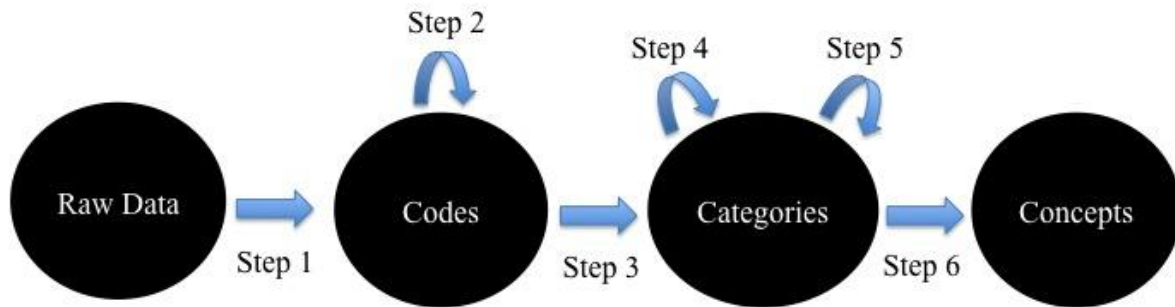 Step 2
Step 4
Step 5
Raw Data
Codes
Categories
Concepts
Step 1
Step 3
Step 6